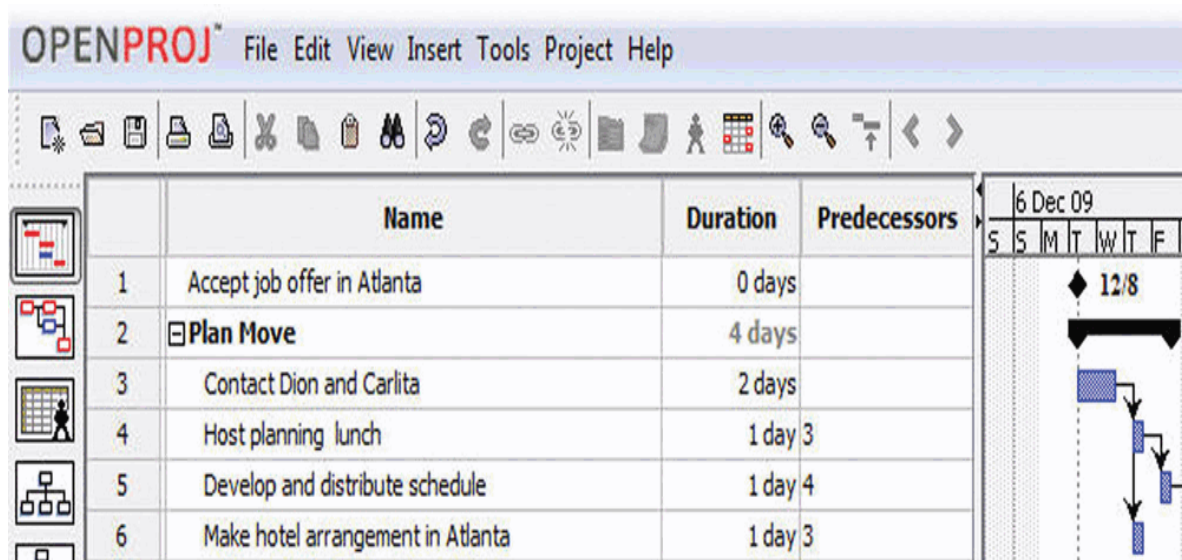 OPENPROJ™ File Edit View Insert Tools Project Help
Name Duration Predecessors
6 Dec 09
S S M T W T F
1 Accept job offer in Atlanta 0 days
12/8
2 Plan Move 4 days
3 Contact Dion and Carlita 2 days
4 Host planning lunch 1 day 3
5 Develop and distribute schedule 1 day 4
6 Make hotel arrangement in Atlanta 1 day 3